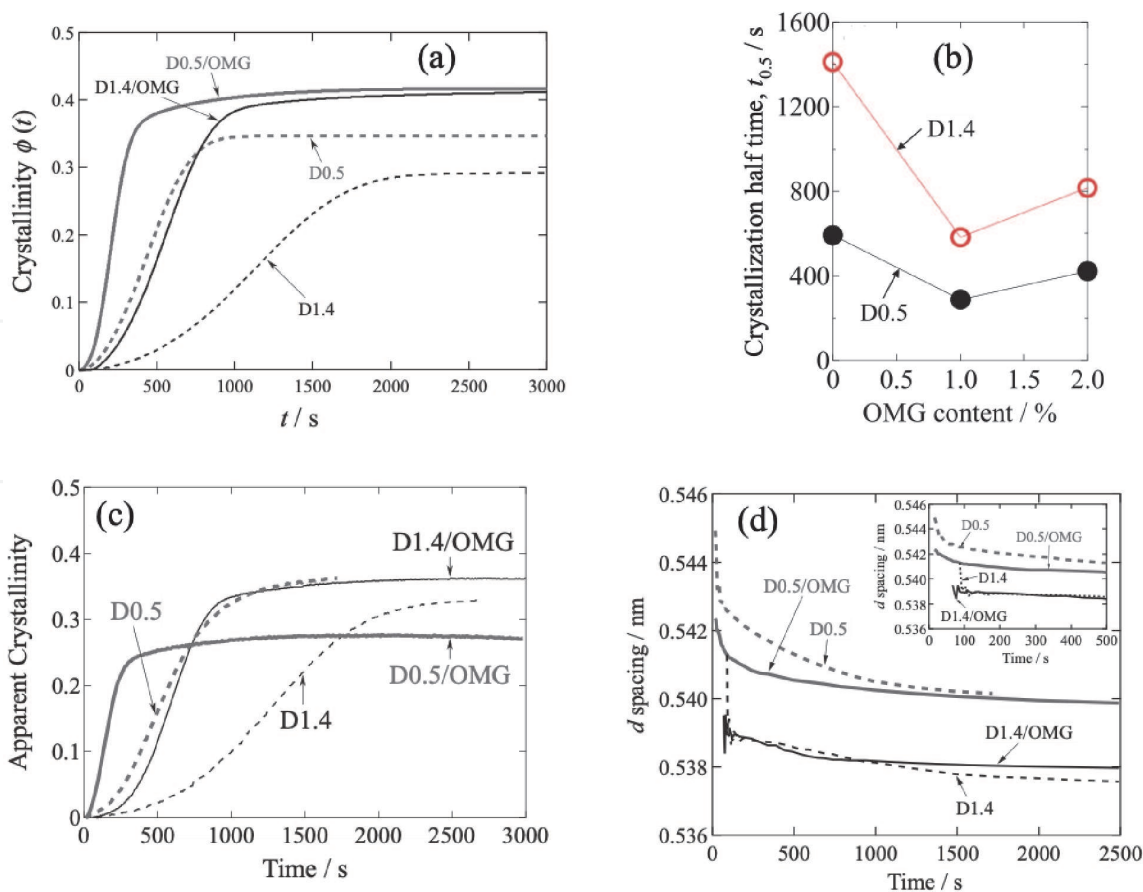 (a)
Crystallinity ϕ (t)
0.5
0.4
0.3
0.2
0.1
0
D0.5/OMG
D1.4/OMG
D0.5
D1.4
0 500 1000 1500 2000 2500 3000
t / s
(b)
Crystallization half time, t0.5 / s
1600
1200
800
400
0
D1.4
D0.5
0 0.5 1.0 1.5 2.0
OMG content / %
(c)
Apparent Crystallinity
0.5
0.4
0.3
0.2
0.1
0
D1.4/OMG
D0.5
D0.5/OMG
D1.4
0 500 1000 1500 2000 2500 3000
Time / s
(d)
d spacing / nm
0.546
0.544
0.542
0.540
0.538
0.536
D0.5/OMG
D0.5
D1.4/OMG
D1.4
0 500 1000 1500 2000 2500
Time / s
d spacing / nm
0.546
0.544
0.542
0.540
0.538
0.536
D0.5
D0.5/OMG
D1.4
D1.4/OMG
0 100 200 300 400 500
Time / s